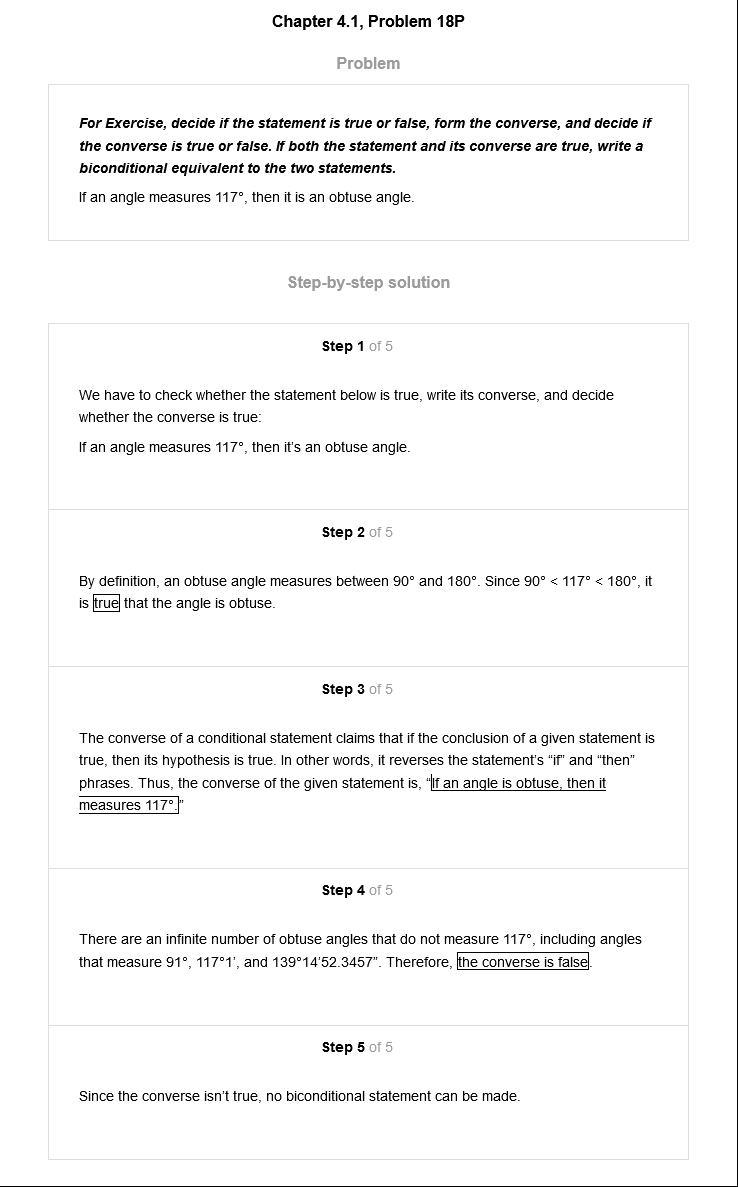 Chapter 4.1, Problem 18P
Problem
For Exercise, decide if the statement is true or false, form the converse, and decide if
the converse is true or false. If both the statement and its converse are true, write a
biconditional equivalent to the two statements.
If an angle measures 117°, then it is an obtuse angle.
Step-by-step solution
Step 1 of 5
We have to check whether the statement below is true, write its converse, and decide
whether the converse is true:
If an angle measures 117°, then it’s an obtuse angle.
Step 2 of 5
By definition, an obtuse angle measures between 90° and 180°. Since 90° < 117° < 180°, it
is true that the angle is obtuse.
Step 3 of 5
The converse of a conditional statement claims that if the conclusion of a given statement is
true, then its hypothesis is true. In other words, it reverses the statement’s “if” and “then”
phrases. Thus, the converse of the given statement is, “If an angle is obtuse, then it
measures 117°.”
Step 4 of 5
There are an infinite number of obtuse angles that do not measure 117°, including angles
that measure 91°, 117°1’, and 139°14’52.3457”. Therefore, the converse is false.
Step 5 of 5
Since the converse isn’t true, no biconditional statement can be made.